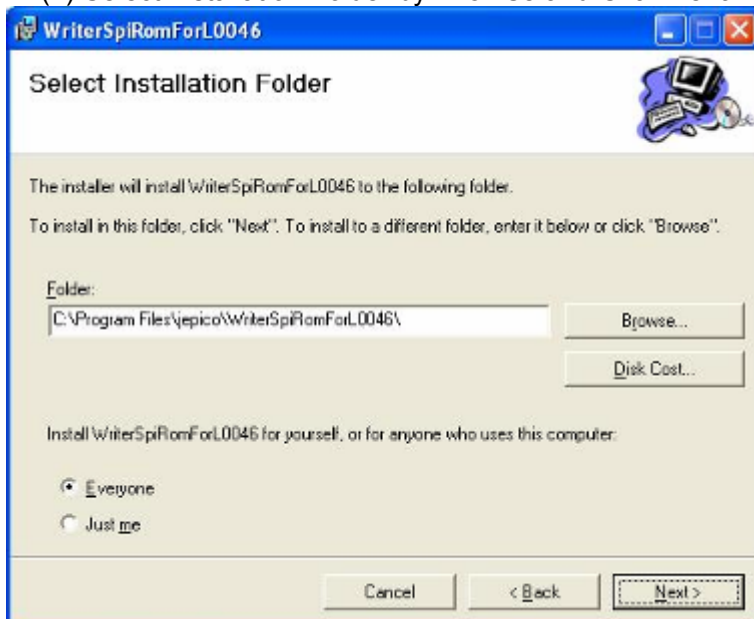 WriterSpiRomForL0046
Select Installation Folder
The installer will install WriterSpiRomForL0046 to the following folder.
To install in this folder, click "Next". To install to a different folder, enter it below or click "Browse".
Folder:
C:\Program Files\jepico\WriterSpiRomForL0046\
Browse...
Disk Cost...
Install WriterSpiRomForL0046 for yourself, or for anyone who uses this computer:
Everyone
Just me
Cancel
< Back
Next >